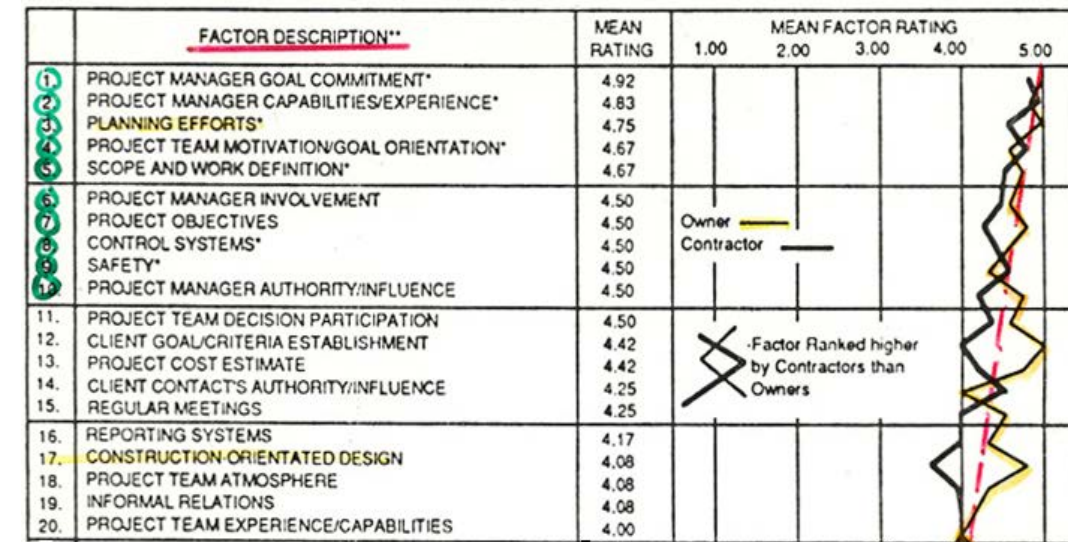 FACTOR DESCRIPTION** MEAN RATING MEAN FACTOR RATING
1.00 2.00 3.00 4.00 5.00
1. PROJECT MANAGER GOAL COMMITMENT* 4.92
2. PROJECT MANAGER CAPABILITIES/EXPERIENCE* 4.83
3. PLANNING EFFORTS* 4.75
4. PROJECT TEAM MOTIVATION/GOAL ORIENTATION* 4.67
5. SCOPE AND WORK DEFINITION* 4.67
6. PROJECT MANAGER INVOLVEMENT 4.50
7. PROJECT OBJECTIVES 4.50 Owner
8. CONTROL SYSTEMS* 4.50 Contractor
9. SAFETY* 4.50
10. PROJECT MANAGER AUTHORITY/INFLUENCE 4.50
11. PROJECT TEAM DECISION PARTICIPATION 4.50
12. CLIENT GOAL/CRITERIA ESTABLISHMENT 4.42 -Factor Ranked higher
13. PROJECT COST ESTIMATE 4.42 by Contractors than
14. CLIENT CONTACT'S AUTHORITY/INFLUENCE 4.25 Owners
15. REGULAR MEETINGS 4.25
16. REPORTING SYSTEMS 4.17
17. CONSTRUCTION-ORIENTATED DESIGN 4.08
18. PROJECT TEAM ATMOSPHERE 4.08
19. INFORMAL RELATIONS 4.08
20. PROJECT TEAM EXPERIENCE/CAPABILITIES 4.00